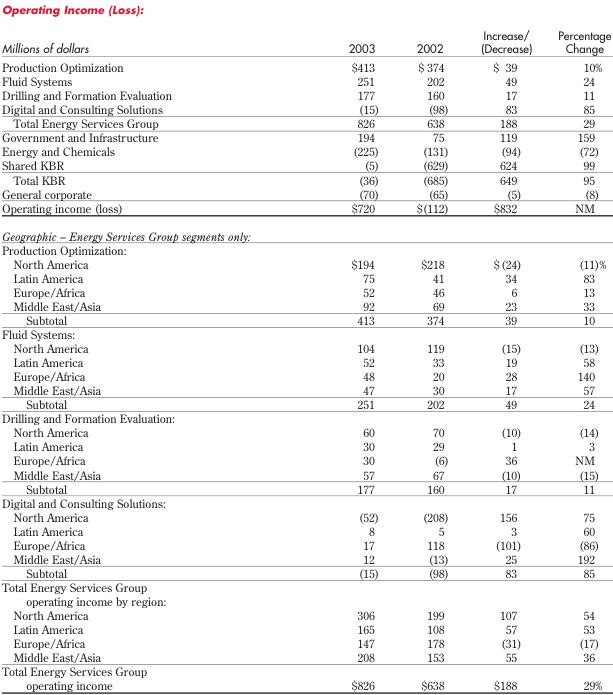 Operating Income (Loss):
Increase/ Percentage
Millions of dollars 2003 2002 (Decrease) Change
Production Optimization $413 $ 374 $ 39 10%
Fluid Systems 251 202 49 24
Drilling and Formation Evaluation 177 160 17 11
Digital and Consulting Solutions (15) (98) 83 85
Total Energy Services Group 826 638 188 29
Government and Infrastructure 194 75 119 159
Energy and Chemicals (225) (131) (94) (72)
Shared KBR (5) (629) 624 99
Total KBR (36) (685) 649 95
General corporate (70) (65) (5) (8)
Operating income (loss) $720 $(112) $832 NM
Geographic – Energy Services Group segments only:
Production Optimization:
North America $194 $218 $ (24) (11)%
Latin America 75 41 34 83
Europe/Africa 52 46 6 13
Middle East/Asia 92 69 23 33
Subtotal 413 374 39 10
Fluid Systems:
North America 104 119 (15) (13)
Latin America 52 33 19 58
Europe/Africa 48 20 28 140
Middle East/Asia 47 30 17 57
Subtotal 251 202 49 24
Drilling and Formation Evaluation:
North America 60 70 (10) (14)
Latin America 30 29 1 3
Europe/Africa 30 (6) 36 NM
Middle East/Asia 57 67 (10) (15)
Subtotal 177 160 17 11
Digital and Consulting Solutions:
North America (52) (208) 156 75
Latin America 8 5 3 60
Europe/Africa 17 118 (101) (86)
Middle East/Asia 12 (13) 25 192
Subtotal (15) (98) 83 85
Total Energy Services Group
operating income by region:
North America 306 199 107 54
Latin America 165 108 57 53
Europe/Africa 147 178 (31) (17)
Middle East/Asia 208 153 55 36
Total Energy Services Group
operating income $826 $638 $188 29%